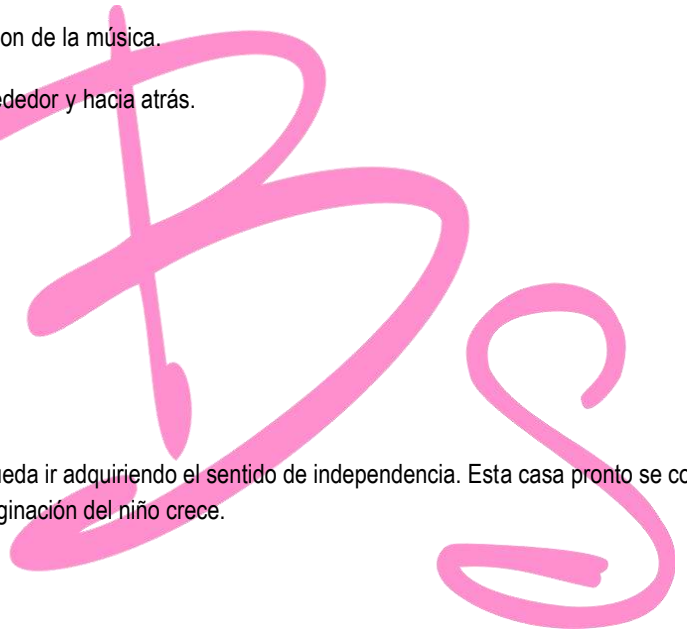 on de la música.
ededor y hacia atrás.
BS
ueda ir adquiriendo el sentido de independencia. Esta casa pronto se co
ginación del niño crece.